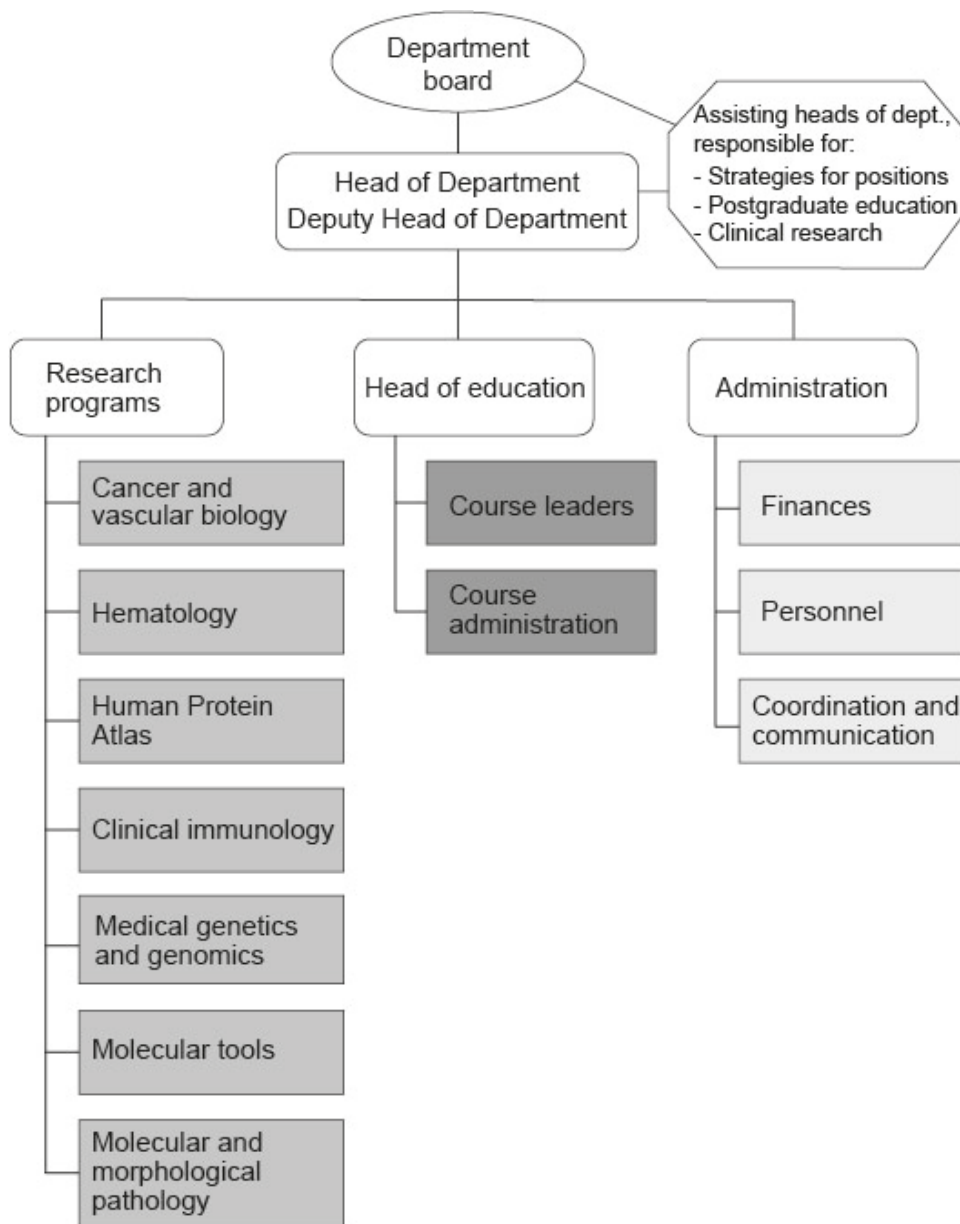 Department
board
Assisting heads of dept.,
responsible for:
- Strategies for positions
- Postgraduate education
- Clinical research
Head of Department
Deputy Head of Department
Research
programs
Head of education
Administration
Cancer and
vascular biology
Hematology
Human Protein
Atlas
Clinical immunology
Medical genetics
and genomics
Molecular tools
Molecular and
morphological
pathology
Course leaders
Course
administration
Finances
Personnel
Coordination and
communication